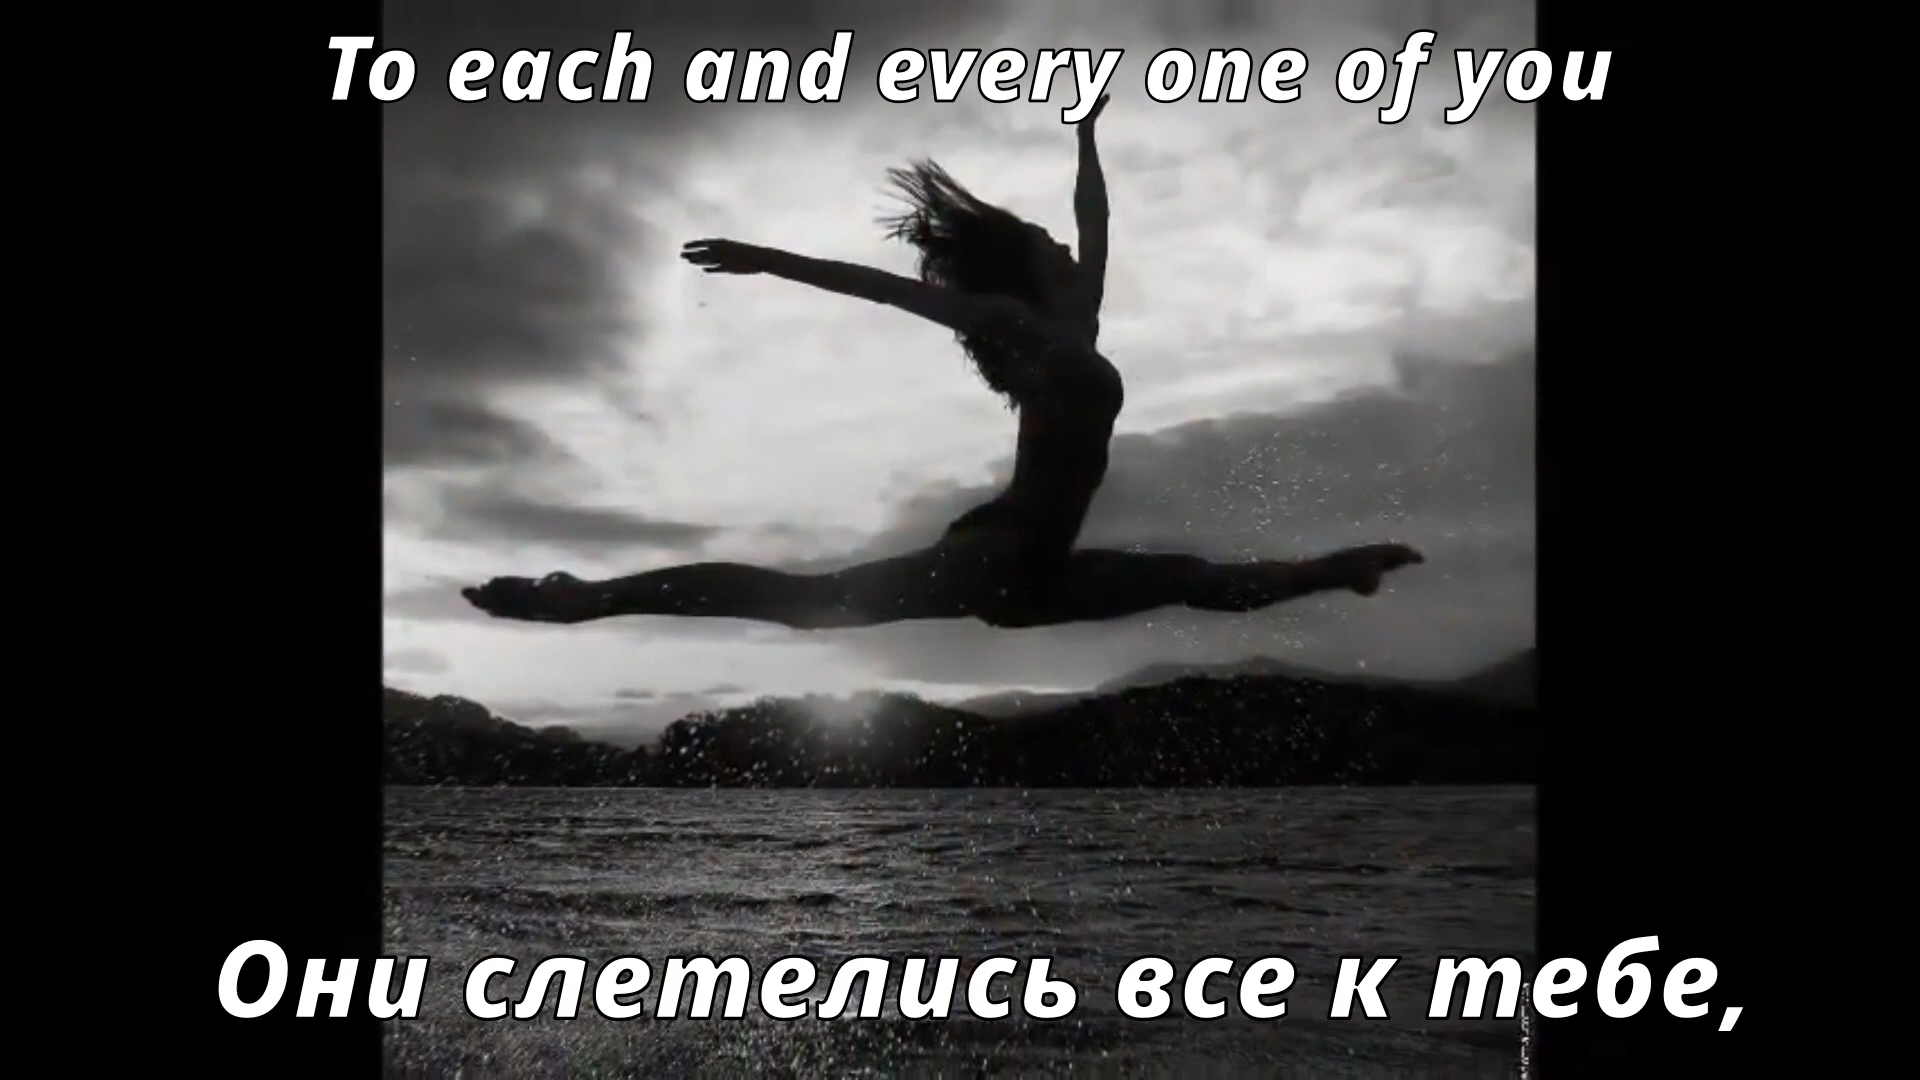 To each and every one of you
Они слетелись все к тебе,